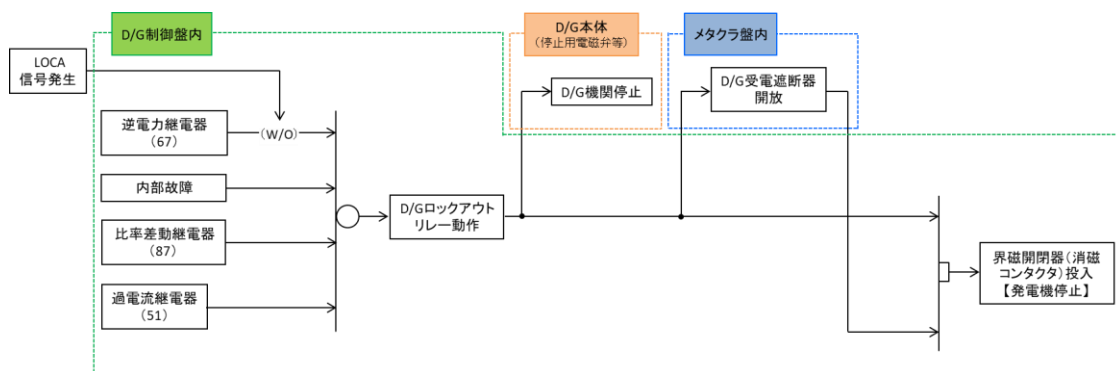 D/G制御盤内
D/G本体
(停止用電磁弁等)
メタクラ盤内
LOCA
信号発生
D/G機関停止
D/G受電遮断器
開放
逆電力継電器
(67)
(W/O)
内部故障
D/Gロックアウト
リレー動作
比率差動継電器
(87)
界磁開閉器(消磁
コンタクタ)投入
【発電機停止】
過電流継電器
(51)